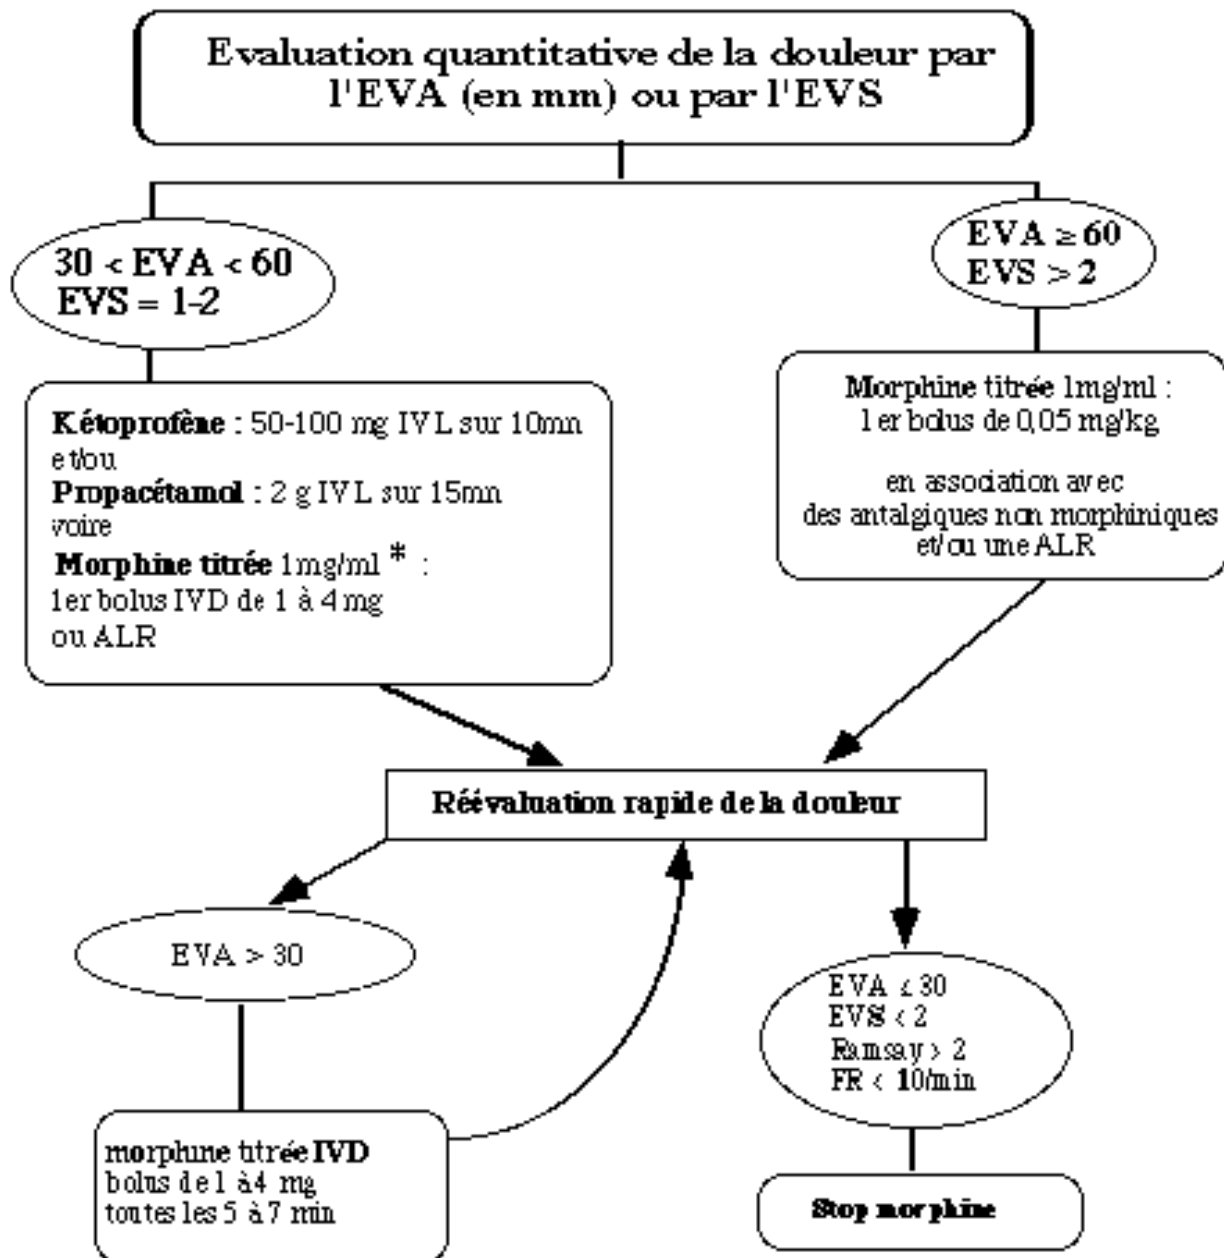 Evaluation quantitative de la douleur par
l'EVA (en mm) ou par l'EVS
30 < EVA < 60
EVS = 1-2
EVA ≥ 60
EVS > 2
Kétoprofène : 50-100 mg IVL sur 10mn
et/ou
Propacétamol : 2 g IVL sur 15mn
voire
Morphine titrée 1mg/ml * :
1er bolus IVD de 1 à 4 mg
ou ALR
Morphine titrée 1mg/ml :
1er bolus de 0,05 mg/kg
en association avec
des antalgiques non morphiniques
et/ou une ALR
Réévaluation rapide de la douleur
EVA > 30
EVA ≤ 30
EVS < 2
Ramsay > 2
FR < 10/min
morphine titrée IVD
bolus de 1 à 4 mg
toutes les 5 à 7 min
Stop morphine